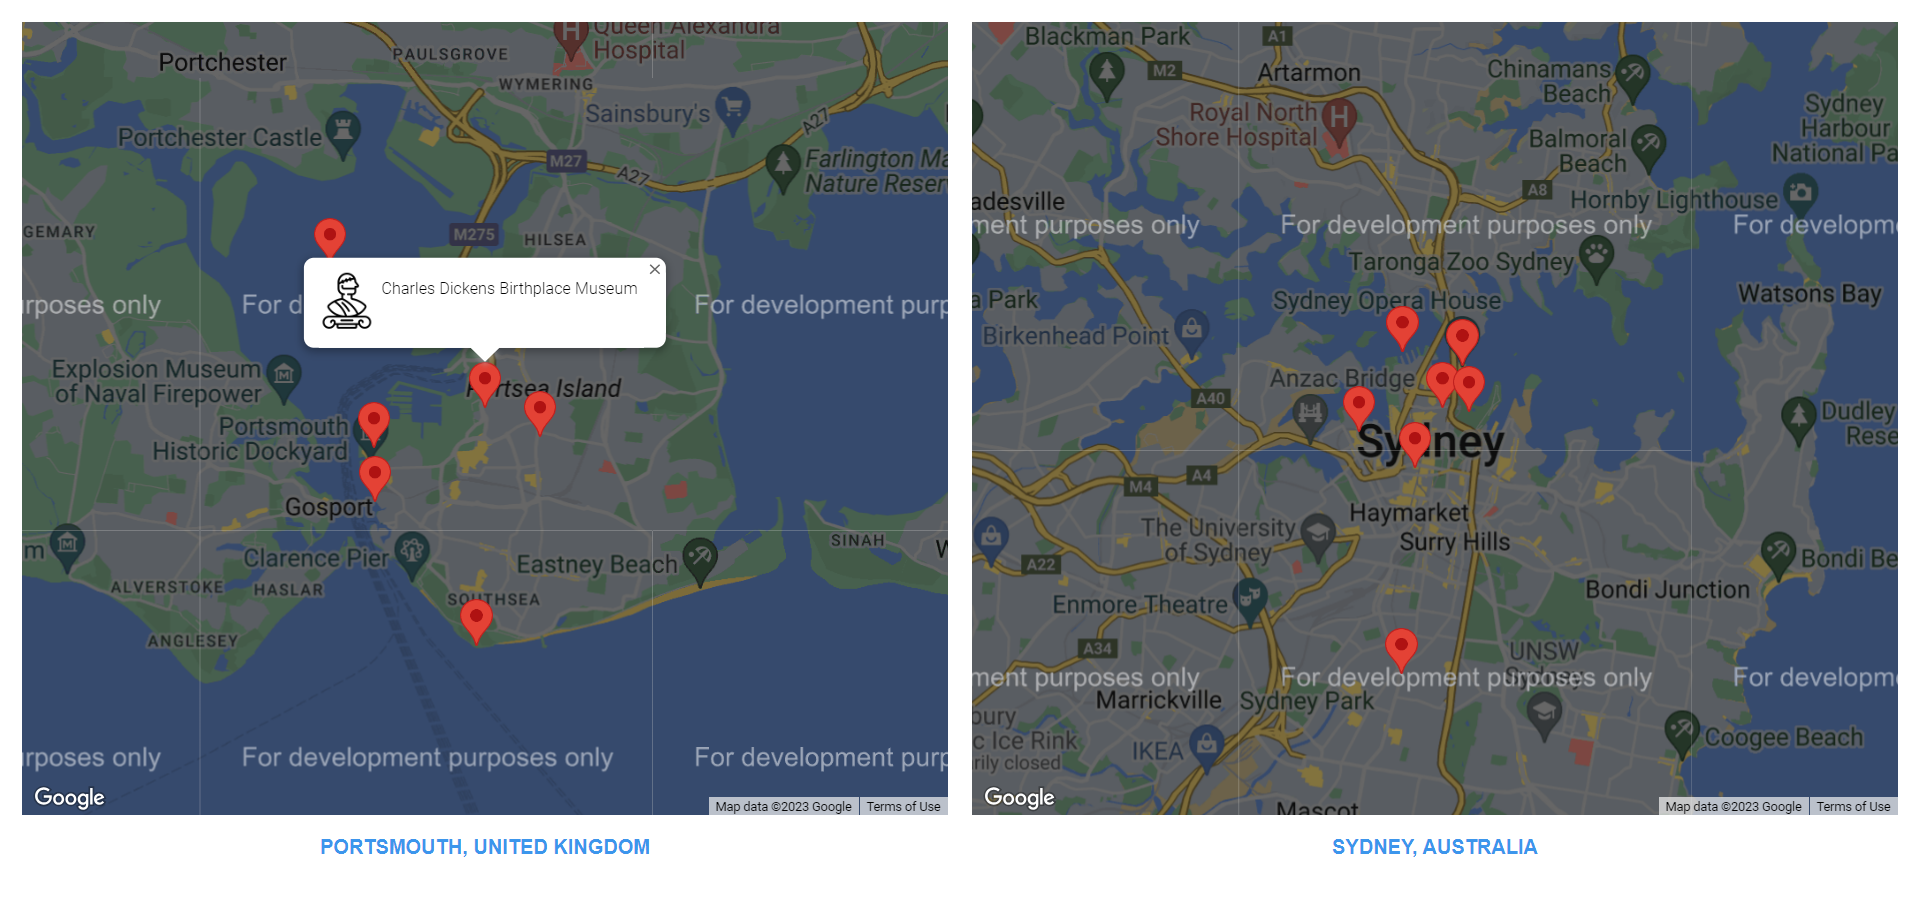 Queen Alexandra
Hospital
Portchester
PAULSGROVE
WYMERING
Sainsbury's
Portchester Castle
A27
M27
A27
Farlington Ma
Nature Reser
GEMARY
M275
HILSEA
Charles Dickens Birthplace Museum
urposes only
For d
For development purp
Explosion Museum
of Naval Firepower
rtsea Island
Portsmouth
Historic Dockyard
Gosport
m
Clarence Pier
Eastney Beach
SINAH
W
ALVERSTOKE
HASLAR
SOUTHSEA
ANGLESEY
urposes only
For development purposes only
For development purp
Google
Map data ©2023 Google
Terms of Use
PORTSMOUTH, UNITED KINGDOM
Blackman Park
A1
M2
Artarmon
Chinamans
Beach
Royal North
Shore Hospital
Sydney
Harbour
National Pa
Balmoral
Beach
A8
adesville
Hornby Lighthouse
ment purposes only
For development purposes only
For developm
Taronga Zoo Sydney
a Park
Sydney Opera House
Watsons Bay
Birkenhead Point
Anzac Bridge
A40
Dudley
Rese
Sydney
A4
M4
Haymarket
The University
of Sydney
Surry Hills
A22
Bondi Be
Bondi Junction
Enmore Theatre
A34
UNSW
Sydney
ment purposes only
For development purposes only
For developm
Marrickville
Sydney Park
bury
c Ice Rink
rily closed
IKEA
Coogee Beach
Mascot
Google
Map data ©2023 Google
Terms of Use
SYDNEY, AUSTRALIA